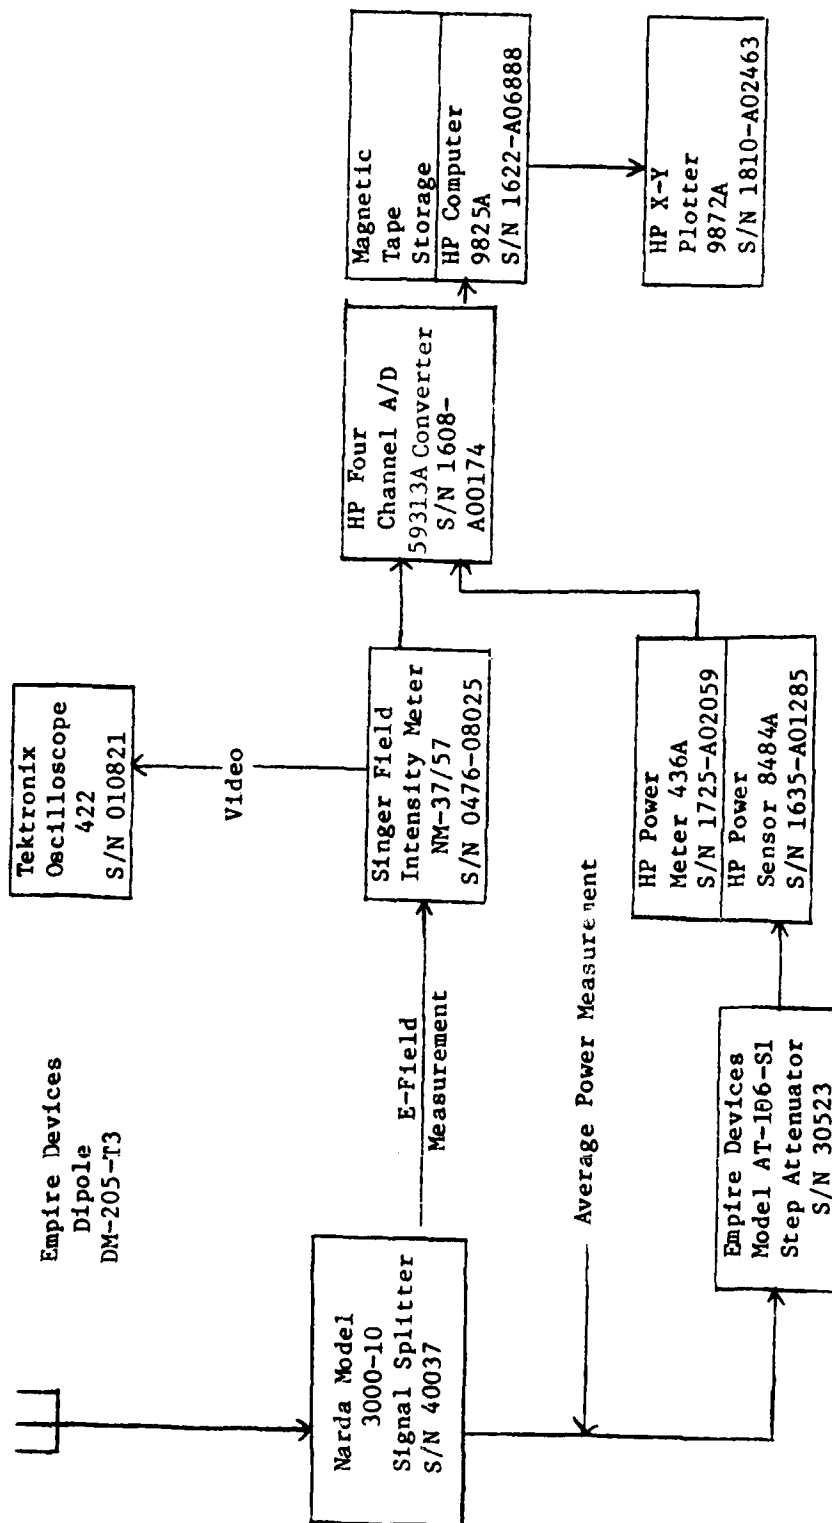 Empire Devices
Dipole
DM-205-T3
Tektronix
Oscilloscope
422
S/N 010821
Video
Narda Model
3000-10
Signal Splitter
S/N 40037
E-Field
Measurement
Singer Field
Intensity Meter
NM-37/57
S/N 0476-08025
HP Four
Channel A/D
59313A Converter
S/N 1608-
A00174
Magnetic
Tape
Storage
HP Computer
9825A
S/N 1622-A06888
HP X-Y
Plotter
9872A
S/N 1810-A02463
Average Power Measurement
Empire Devices
Model AT-106-S1
Step Attenuator
S/N 30523
HP Power
Meter 436A
S/N 1725-A02059
HP Power
Sensor 8484A
S/N 1635-A01285